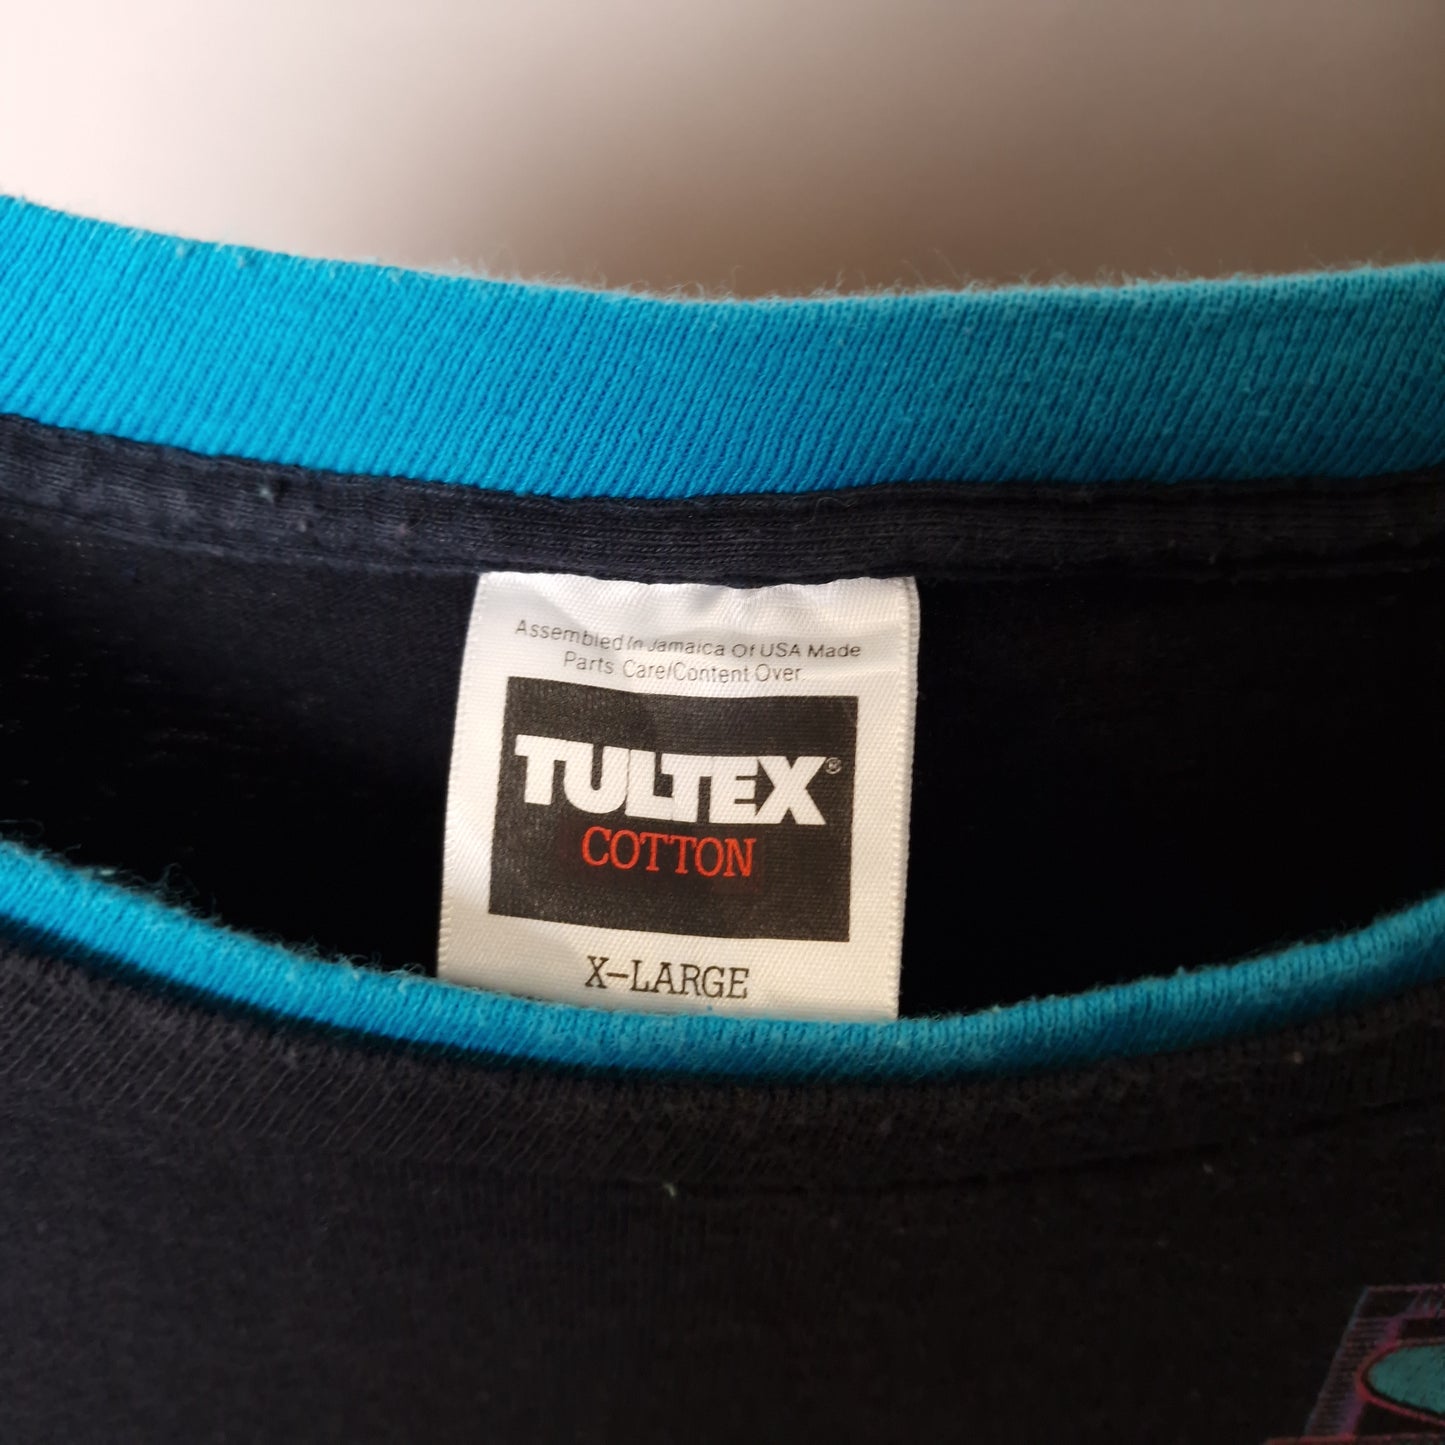 Assembled In Jamaica Of USA Made
Parts Care/Content Over
TULTEX®
COTTON
X-LARGE